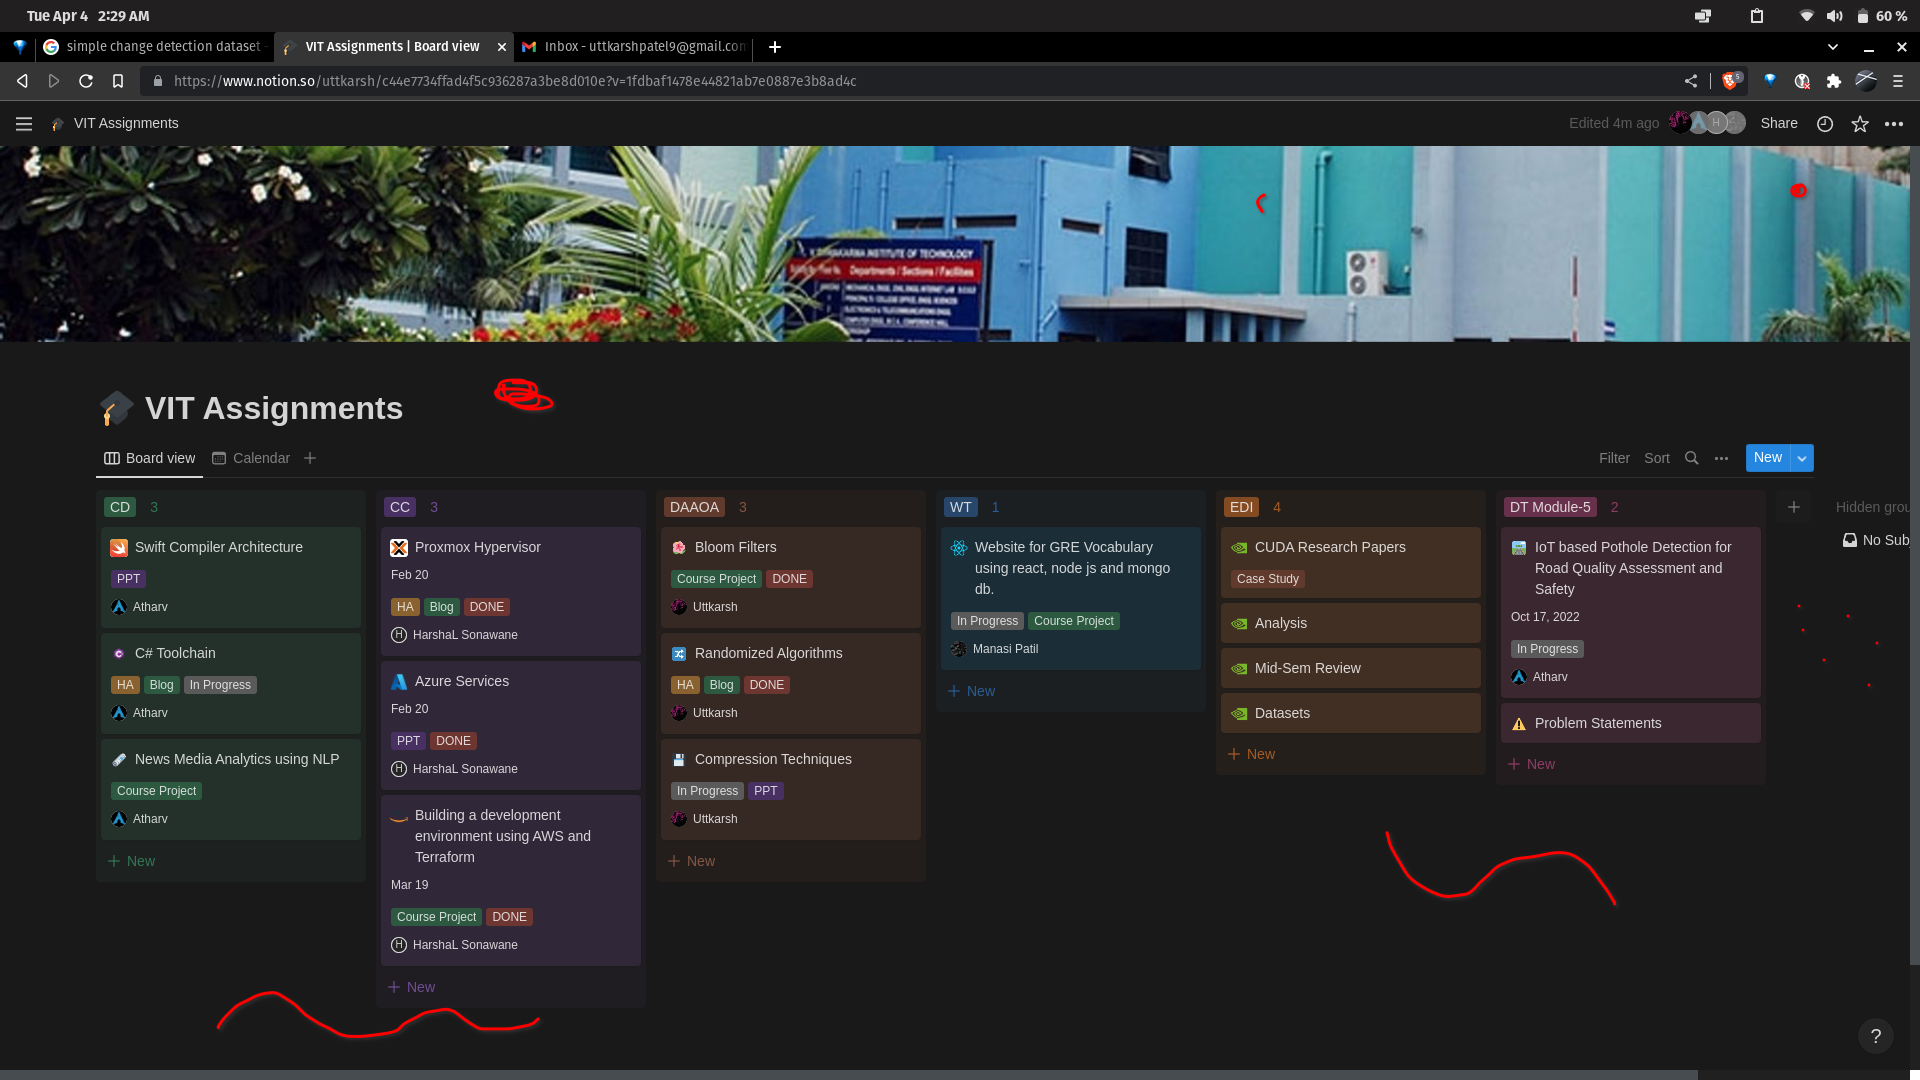 Tue Apr 4 2:29 AM
60 %
simple change detection dataset -
VIT Assignments | Board view
Inbox - uttkarshpatel9@gmail.com
https://www.notion.so/uttkarsh/c44e7734ffad4f5c936287a3be8d010e?v=1fdbaf1478e44821ab7e0887e3b8ad4c
5
VIT Assignments
Edited 4m ago
H
Share
INSTITUTE OF TECHNOLOGY
Departments / Sections / Facilities
VIT Assignments
Board view
Calendar
Filter
Sort
New
CD 3
Swift Compiler Architecture
PPT
Atharv
C# Toolchain
HA Blog In Progress
Atharv
News Media Analytics using NLP
Course Project
Atharv
New
CC 3
Proxmox Hypervisor
Feb 20
HA Blog DONE
H HarshaL Sonawane
Azure Services
Feb 20
PPT DONE
H HarshaL Sonawane
Building a development
environment using AWS and
Terraform
Mar 19
Course Project DONE
H HarshaL Sonawane
New
DAAOA 3
Bloom Filters
Course Project DONE
Uttkarsh
Randomized Algorithms
HA Blog DONE
Uttkarsh
Compression Techniques
In Progress PPT
Uttkarsh
New
WT 1
Website for GRE Vocabulary
using react, node js and mongo
db.
In Progress Course Project
Manasi Patil
New
EDI 4
CUDA Research Papers
Case Study
Analysis
Mid-Sem Review
Datasets
New
DT Module-5 2
IoT based Pothole Detection for
Road Quality Assessment and
Safety
Oct 17, 2022
In Progress
Atharv
Problem Statements
New
Hidden grou
No Subj
?